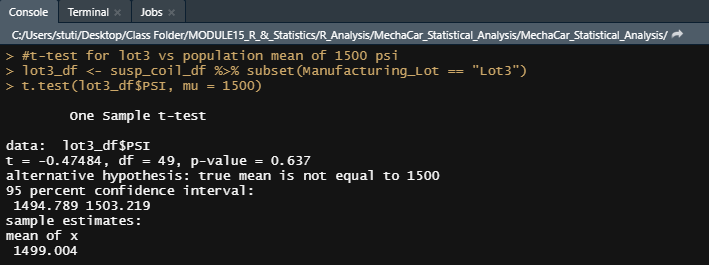 Console Terminal × Jobs ×
C:/Users/stuti/Desktop/Class Folder/MODULE15_R_&_Statistics/R_Analysis/MechaCar_Statistical_Analysis/MechaCar_Statistical_Analysis/
> #t-test for lot3 vs population mean of 1500 psi
> lot3_df <- susp_coil_df %>% subset(Manufacturing_Lot == "Lot3")
> t.test(lot3_df$PSI, mu = 1500)
One Sample t-test
data: lot3_df$PSI
t = -0.47484, df = 49, p-value = 0.637
alternative hypothesis: true mean is not equal to 1500
95 percent confidence interval:
1494.789 1503.219
sample estimates:
mean of x
1499.004